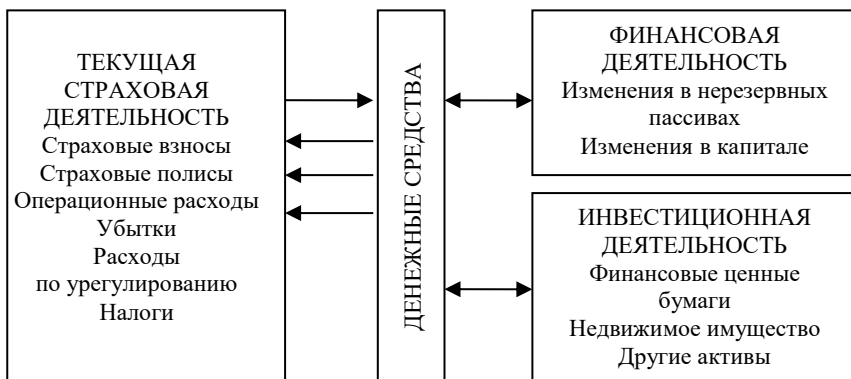 ТЕКУЩАЯ
СТРАХОВАЯ
ДЕЯТЕЛЬНОСТЬ
Страховые взносы
Страховые полисы
Операционные расходы
Убытки
Расходы
по урегулированию
Налоги
ДЕНЕЖНЫЕ СРЕДСТВА
ФИНАНСОВАЯ
ДЕЯТЕЛЬНОСТЬ
Изменения в нерезервных
пассивах
Изменения в капитале
ИНВЕСТИЦИОННАЯ
ДЕЯТЕЛЬНОСТЬ
Финансовые ценные
бумаги
Недвижимое имущество
Другие активы